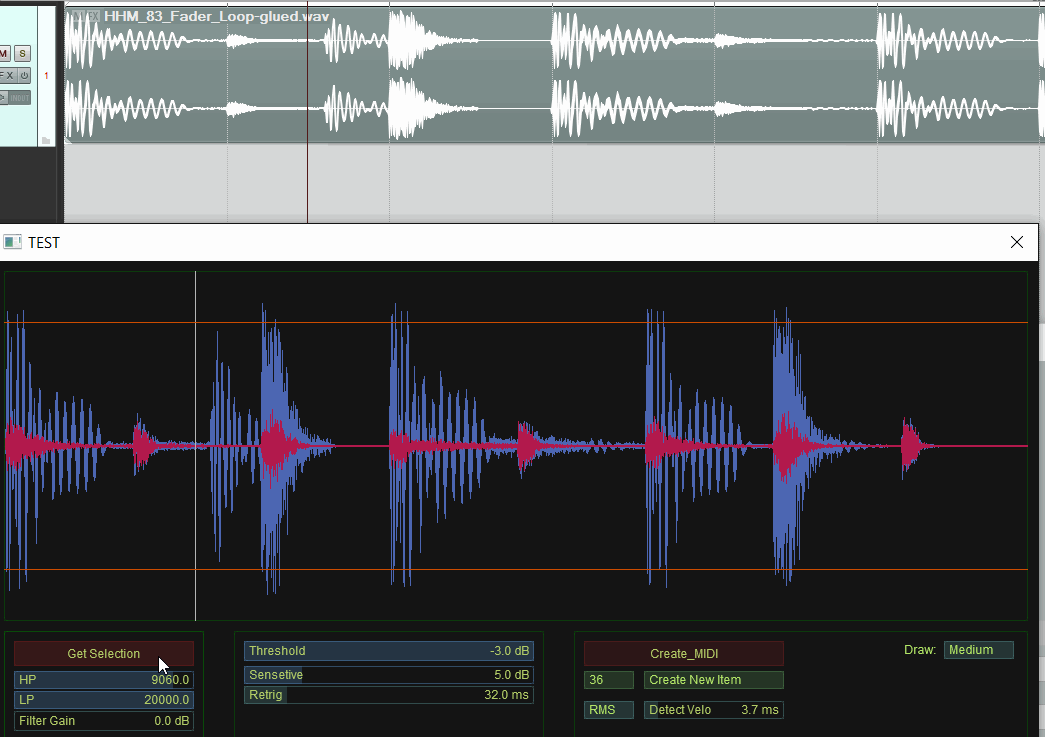 HHM_83_Fader_Loop-glued.wav
M S
FX
1
INPUT
TEST
Get Selection
HP 9060.0
LP 20000.0
Filter Gain 0.0 dB
Threshold -3.0 dB
Sensetive 5.0 dB
Retrig 32.0 ms
Create_MIDI
36 Create New Item
RMS Detect Velo 3.7 ms
Draw: Medium